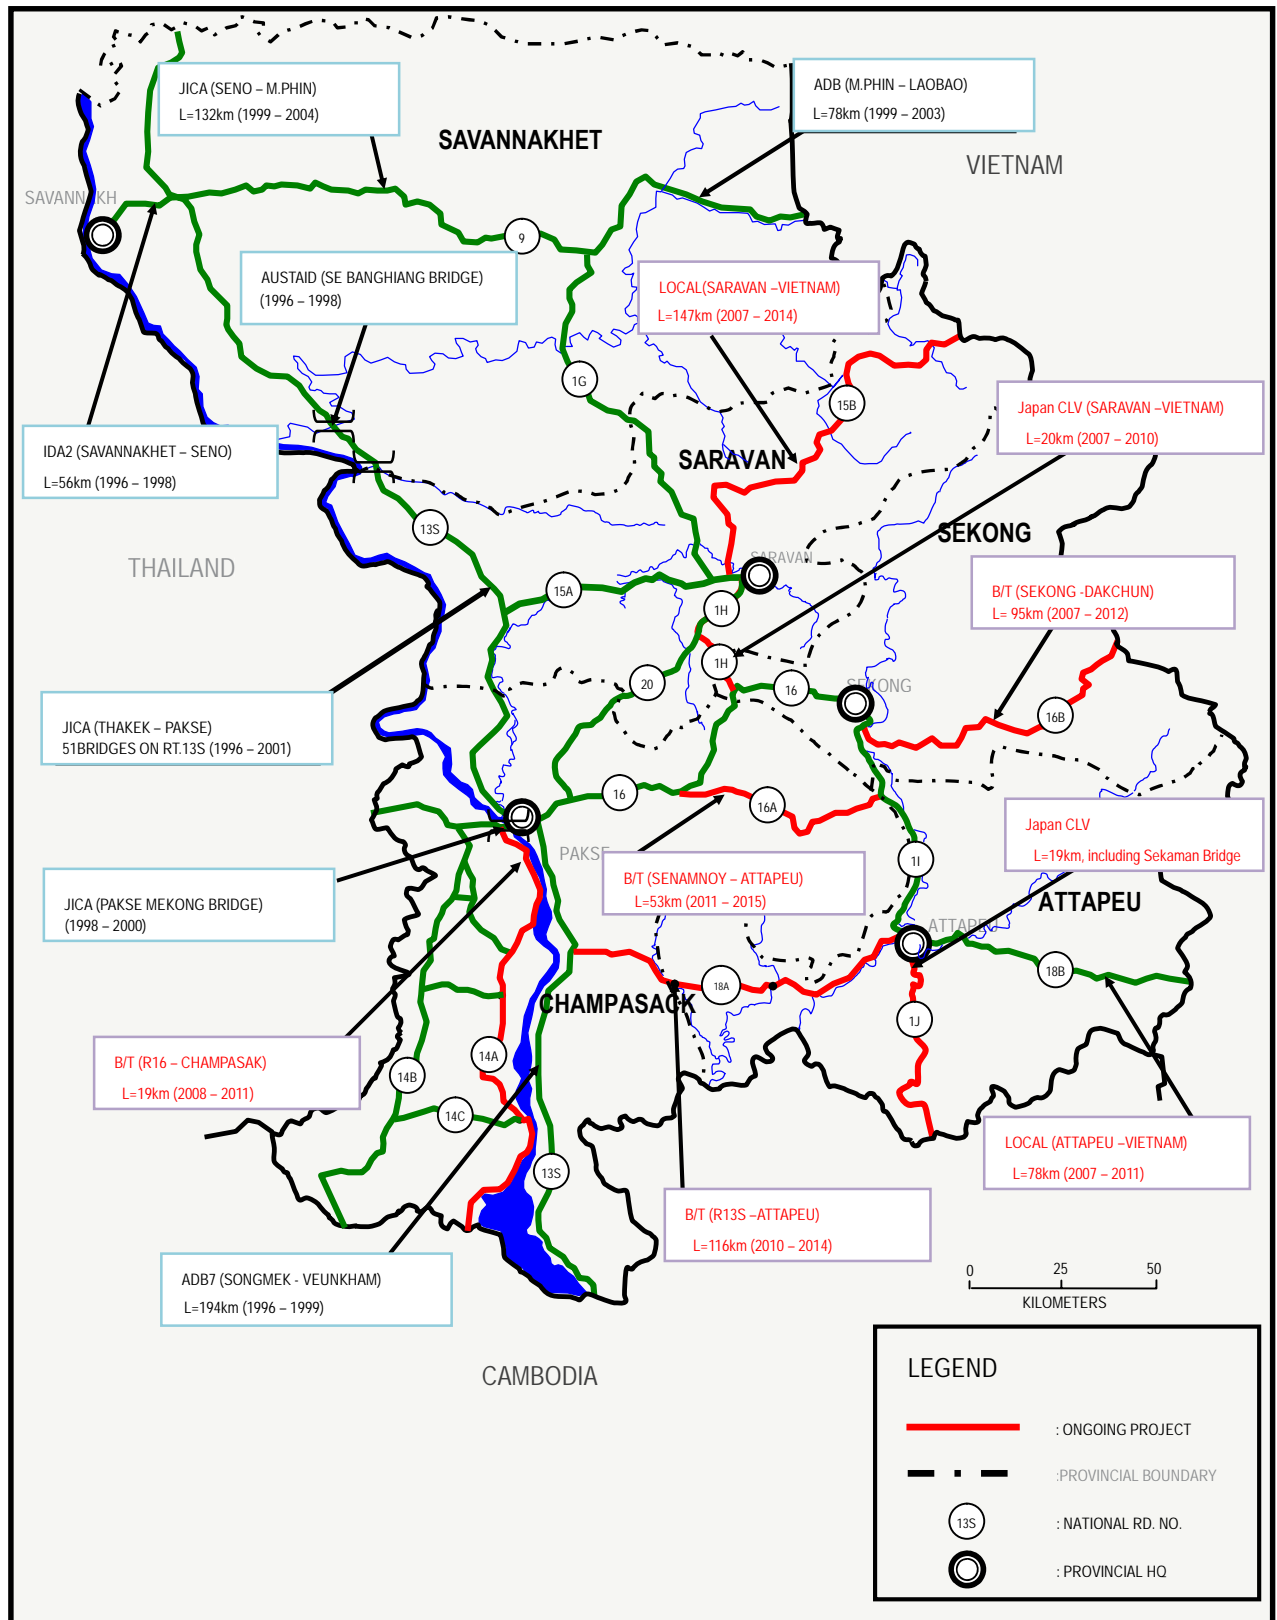 JICA (SENO – M.PHIN)
L=132km (1999 – 2004)
ADB (M.PHIN – LAOBAO)
L=78km (1999 – 2003)
SAVANNAKHET
VIETNAM
SAVANNAKH
9
AUSTAID (SE BANGHIANG BRIDGE)
(1996 – 1998)
LOCAL(SARAVAN –VIETNAM)
L=147km (2007 – 2014)
1G
15B
Japan CLV (SARAVAN –VIETNAM)
L=20km (2007 – 2010)
IDA2 (SAVANNAKHET – SENO)
L=56km (1996 – 1998)
SARAVAN
13S
SEKONG
THAILAND
SARAVAN
15A
1H
B/T (SEKONG -DAKCHUN)
L= 95km (2007 – 2012)
1H
20
16
SEKONG
16B
JICA (THAKEK – PAKSE)
51BRIDGES ON RT.13S (1996 – 2001)
16
16A
Japan CLV
L=19km, including Sekaman Bridge
PAKSE
1I
B/T (SENAMNOY – ATTAPEU)
L=53km (2011 – 2015)
JICA (PAKSE MEKONG BRIDGE)
(1998 – 2000)
ATTAPEU
ATTAPEU
18B
18A
CHAMPASACK
1J
B/T (R16 – CHAMPASAK)
L=19km (2008 – 2011)
14A
14B
14C
LOCAL (ATTAPEU –VIETNAM)
L=78km (2007 – 2011)
13S
B/T (R13S –ATTAPEU)
L=116km (2010 – 2014)
ADB7 (SONGMEK - VEUNKHAM)
L=194km (1996 – 1999)
0 25 50
KILOMETERS
CAMBODIA
LEGEND
: ONGOING PROJECT
:PROVINCIAL BOUNDARY
13S : NATIONAL RD. NO.
: PROVINCIAL HQ